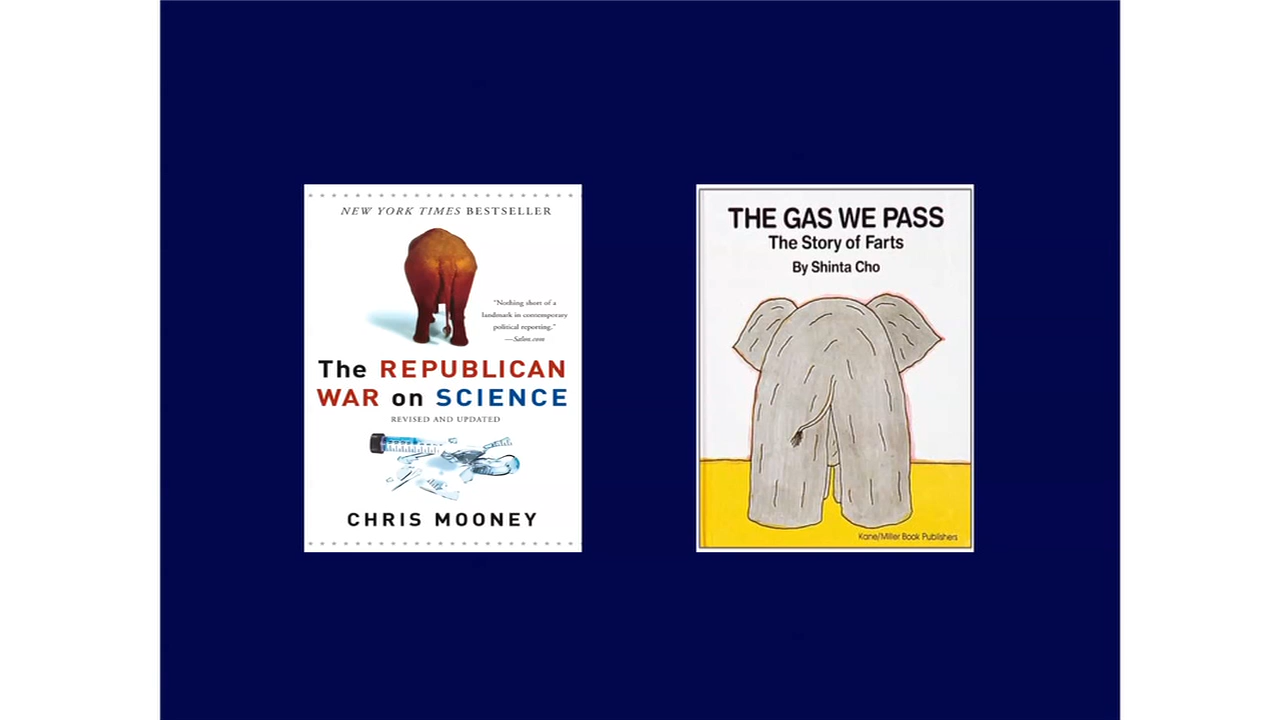 NEW YORK TIMES BESTSELLER
"Nothing short of a
landmark in contemporary
political reporting."
—Salon.com
The REPUBLICAN
WAR on SCIENCE
REVISED AND UPDATED
CHRIS MOONEY
THE GAS WE PASS
The Story of Farts
By Shinta Cho
Kane/Miller Book Publishers